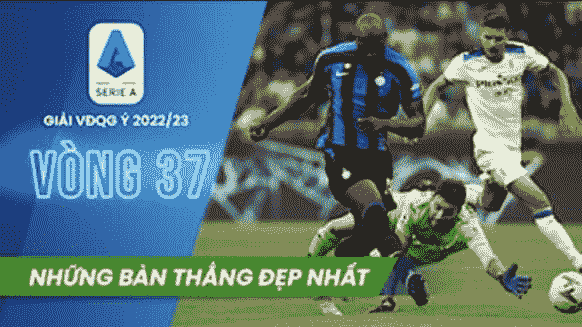 SERIE A
GIẢI VĐQG Ý 2022/23
VÒNG 37
NHỮNG BÀN THẮNG ĐẸP NHẤT